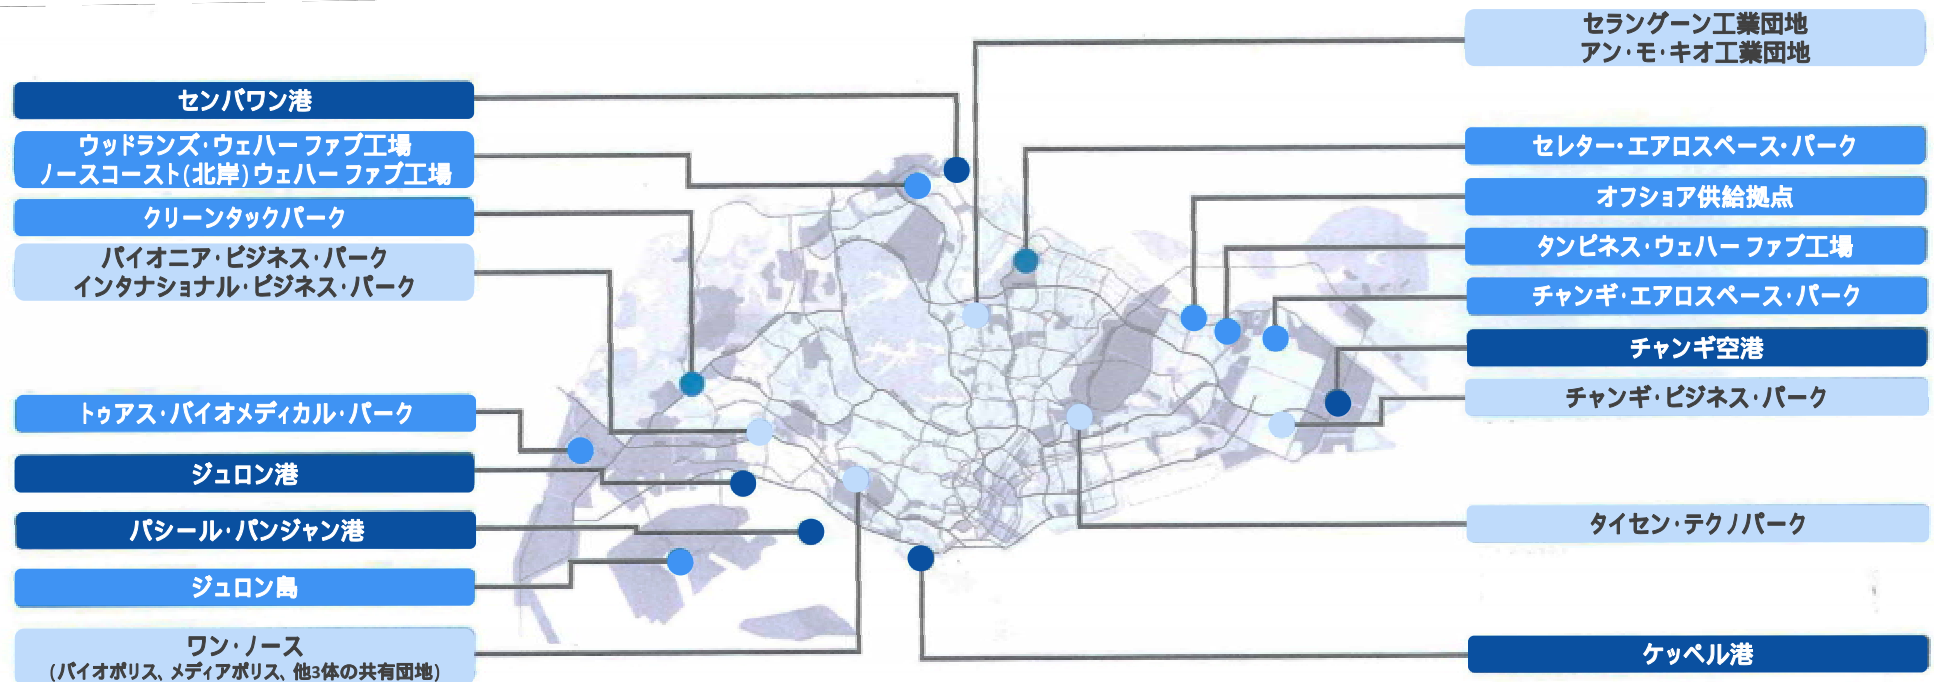 センバワン港
ウッドランズ・ウェハーファブ工場
ノースコースト(北岸)ウェハーファブ工場
クリーンタックパーク
バイオニア・ビジネス・パーク
インタナショナル・ビジネス・パーク
トゥアス・バイオメディカル・パーク
ジュロン港
パシール・パンジャン港
ジュロン島
ワン・ノース
(バイオポリス、メディアポリス、他3体の共有団地)
セラングーン工業団地
アン・モ・キオ工業団地
セレター・エアロスペース・パーク
オフショア供給拠点
タンピネス・ウェハーファブ工場
チャンギ・エアロスペース・パーク
チャンギ空港
チャンギ・ビジネス・パーク
タイセン・テクノパーク
ケッペル港